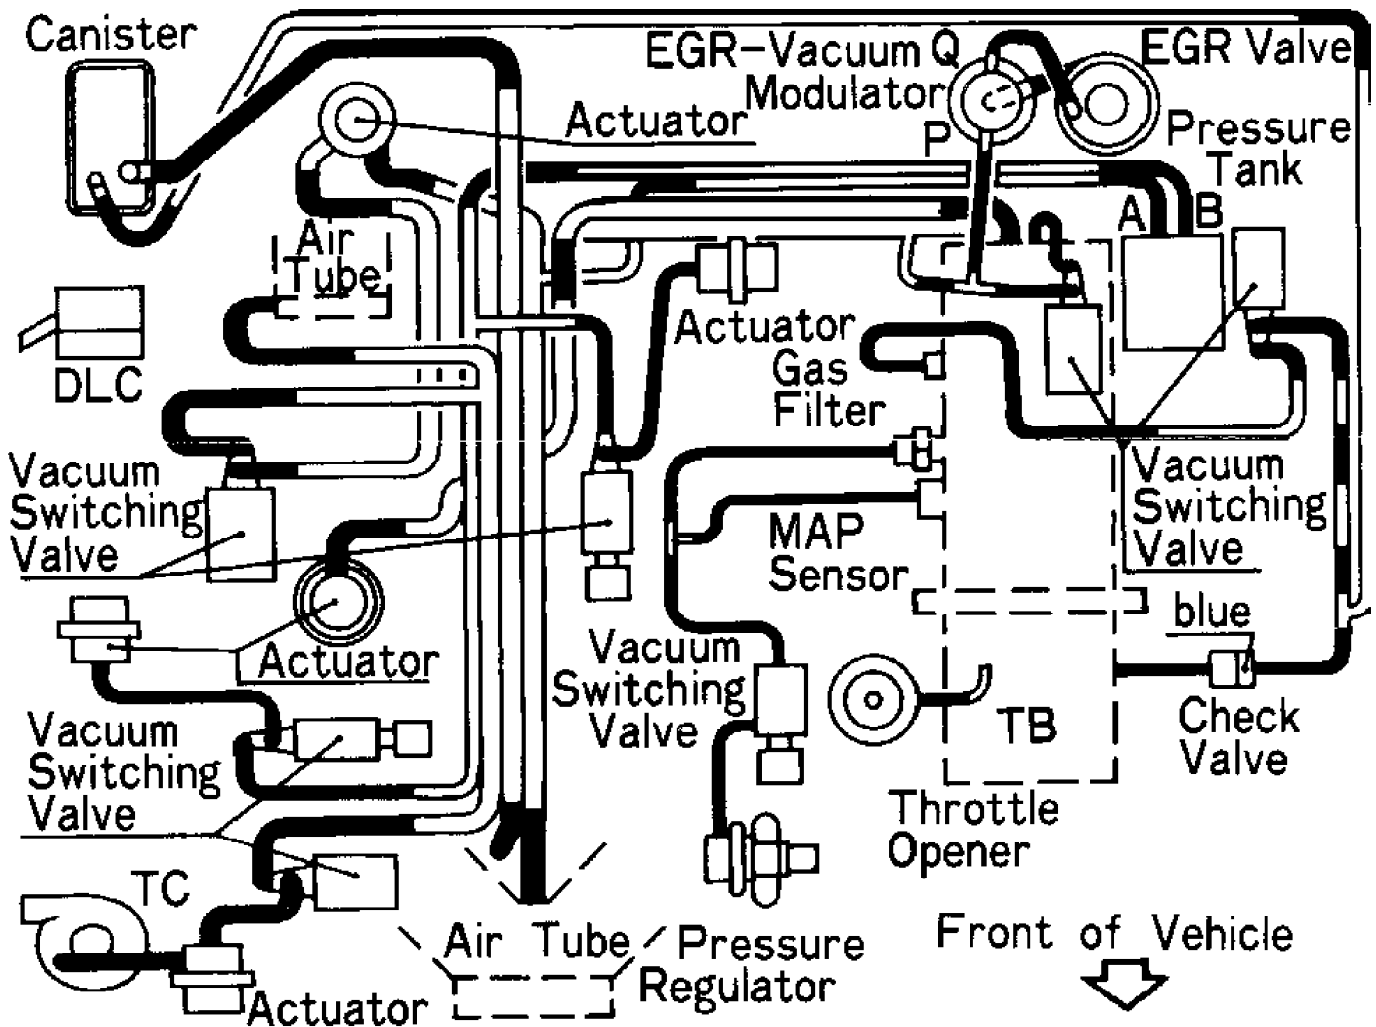 Canister
EGR-Vacuum Q
Modulator
EGR Valve
Actuator
P
Pressure
Tank
A
B
Air
Tube
DLC
Actuator
Gas
Filter
Vacuum
Switching
Valve
MAP
Sensor
Vacuum
Switching
Valve
blue
Actuator
Vacuum
Switching
Valve
Check
Valve
TB
Vacuum
Switching
Valve
Throttle
Opener
TC
Air Tube
Pressure
Regulator
Front of Vehicle
Actuator